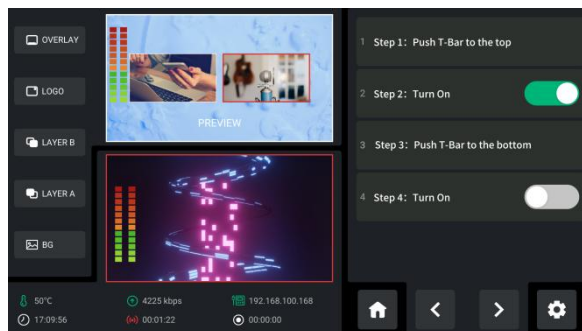 OVERLAY
LOGO
LAYER B
LAYER A
BG
PREVIEW
50°C
4225 kbps
192.168.100.168
17:09:56
00:01:22
00:00:00
1 Step 1: Push T-Bar to the top
2 Step 2: Turn On
3 Step 3: Push T-Bar to the bottom
4 Step 4: Turn On